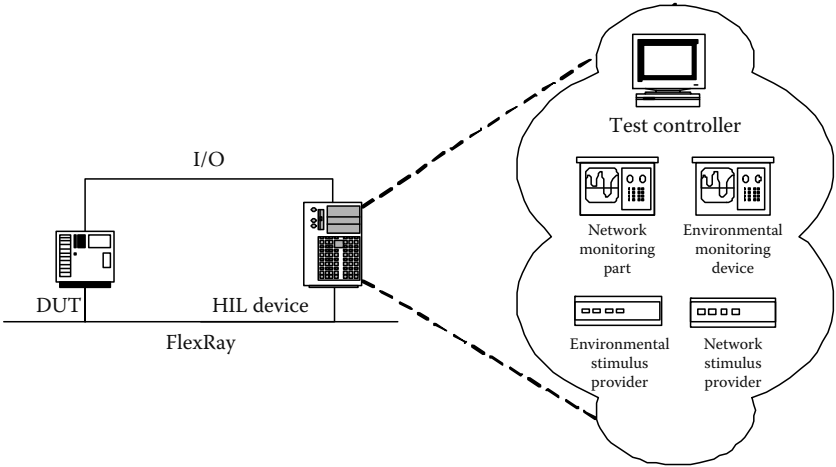 I/O
DUT
HIL device
FlexRay
Test controller
Network
monitoring
part
Environmental
monitoring
device
Environmental
stimulus
provider
Network
stimulus
provider